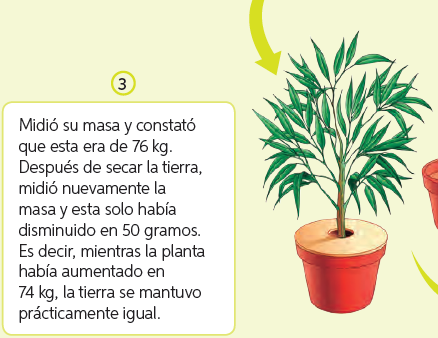 3
Midió su masa y constató
que esta era de 76 kg.
Después de secar la tierra,
midió nuevamente la
masa y esta solo había
disminuido en 50 gramos.
Es decir, mientras la planta
había aumentado en
74 kg, la tierra se mantuvo
prácticamente igual.